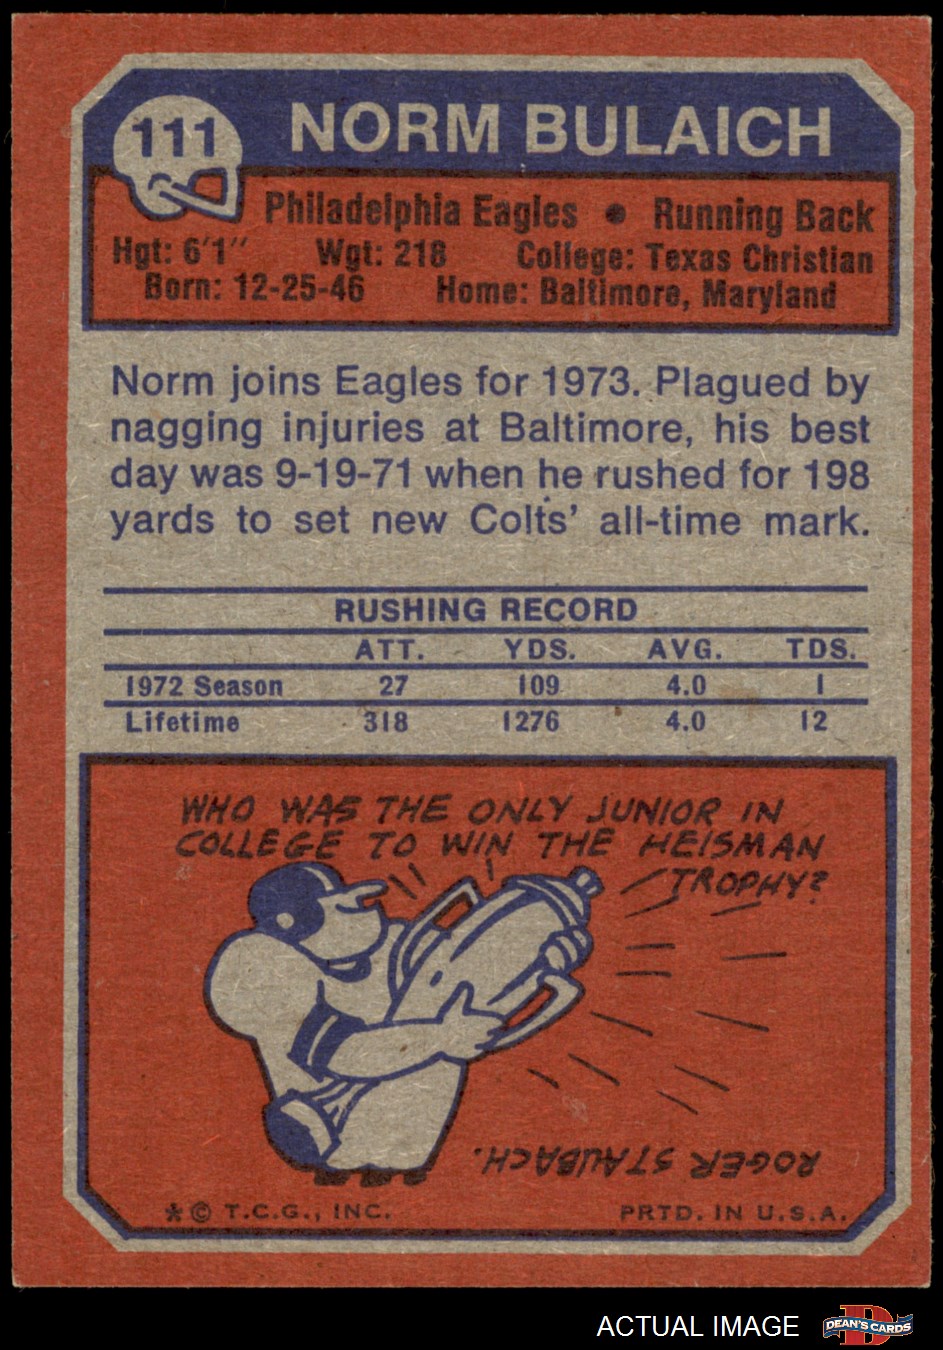 111
NORM BULAICH
Philadelphia Eagles • Running Back
Hgt: 6'1" Wgt: 218 College: Texas Christian
Born: 12-25-46 Home: Baltimore, Maryland
Norm joins Eagles for 1973. Plagued by
nagging injuries at Baltimore, his best
day was 9-19-71 when he rushed for 198
yards to set new Colts' all-time mark.
RUSHING RECORD
ATT. YDS. AVG. TDS.
1972 Season 27 109 4.0 1
Lifetime 318 1276 4.0 12
WHO WAS THE ONLY JUNIOR IN
COLLEGE TO WIN THE HEISMAN
TROPHY?
ROGER STAUBACH.
* © T.C.G., INC. PRTD. IN U.S.A.
ACTUAL IMAGE
D
DEAN'S CARDS